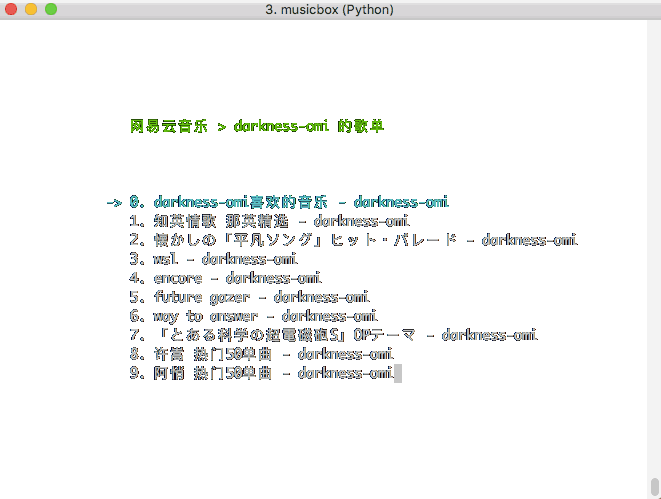 3. musicbox (Python)
网易云音乐 > darkness-omi 的歌单
-> 0. darkness-omi喜欢的音乐 - darkness-omi
1. 知英情歌 那英精选 - darkness-omi
2. 懐かしの「平凡ソング」ヒット・パレード - darkness-omi
3. wsl - darkness-omi
4. encore - darkness-omi
5. future gazer - darkness-omi
6. way to answer - darkness-omi
7. 「とある科学の超電磁砲S」OPテーマ - darkness-omi
8. 许嵩 热门50单曲 - darkness-omi
9. 阿悄 热门50单曲 - darkness-omi